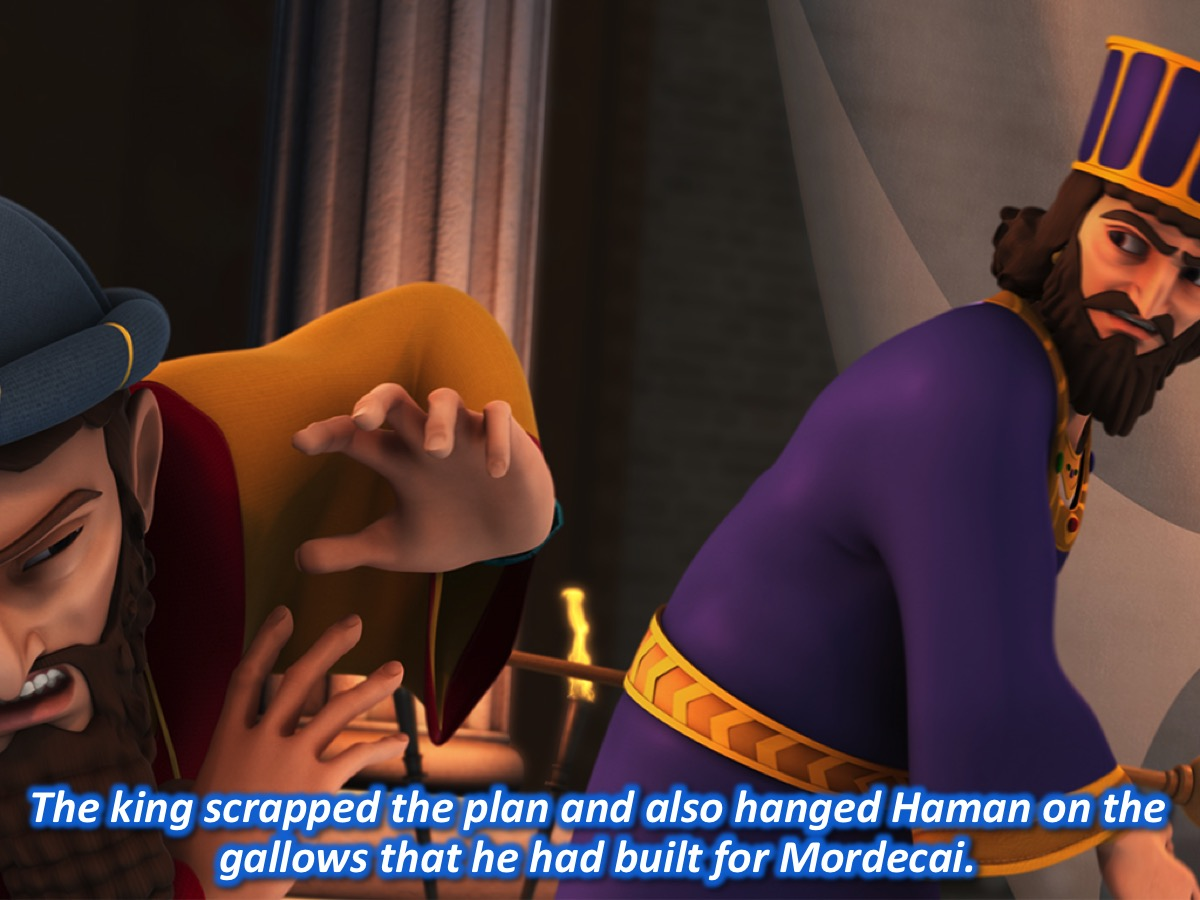 The king scrapped the plan and also hanged Haman on the
gallows that he had built for Mordecai.